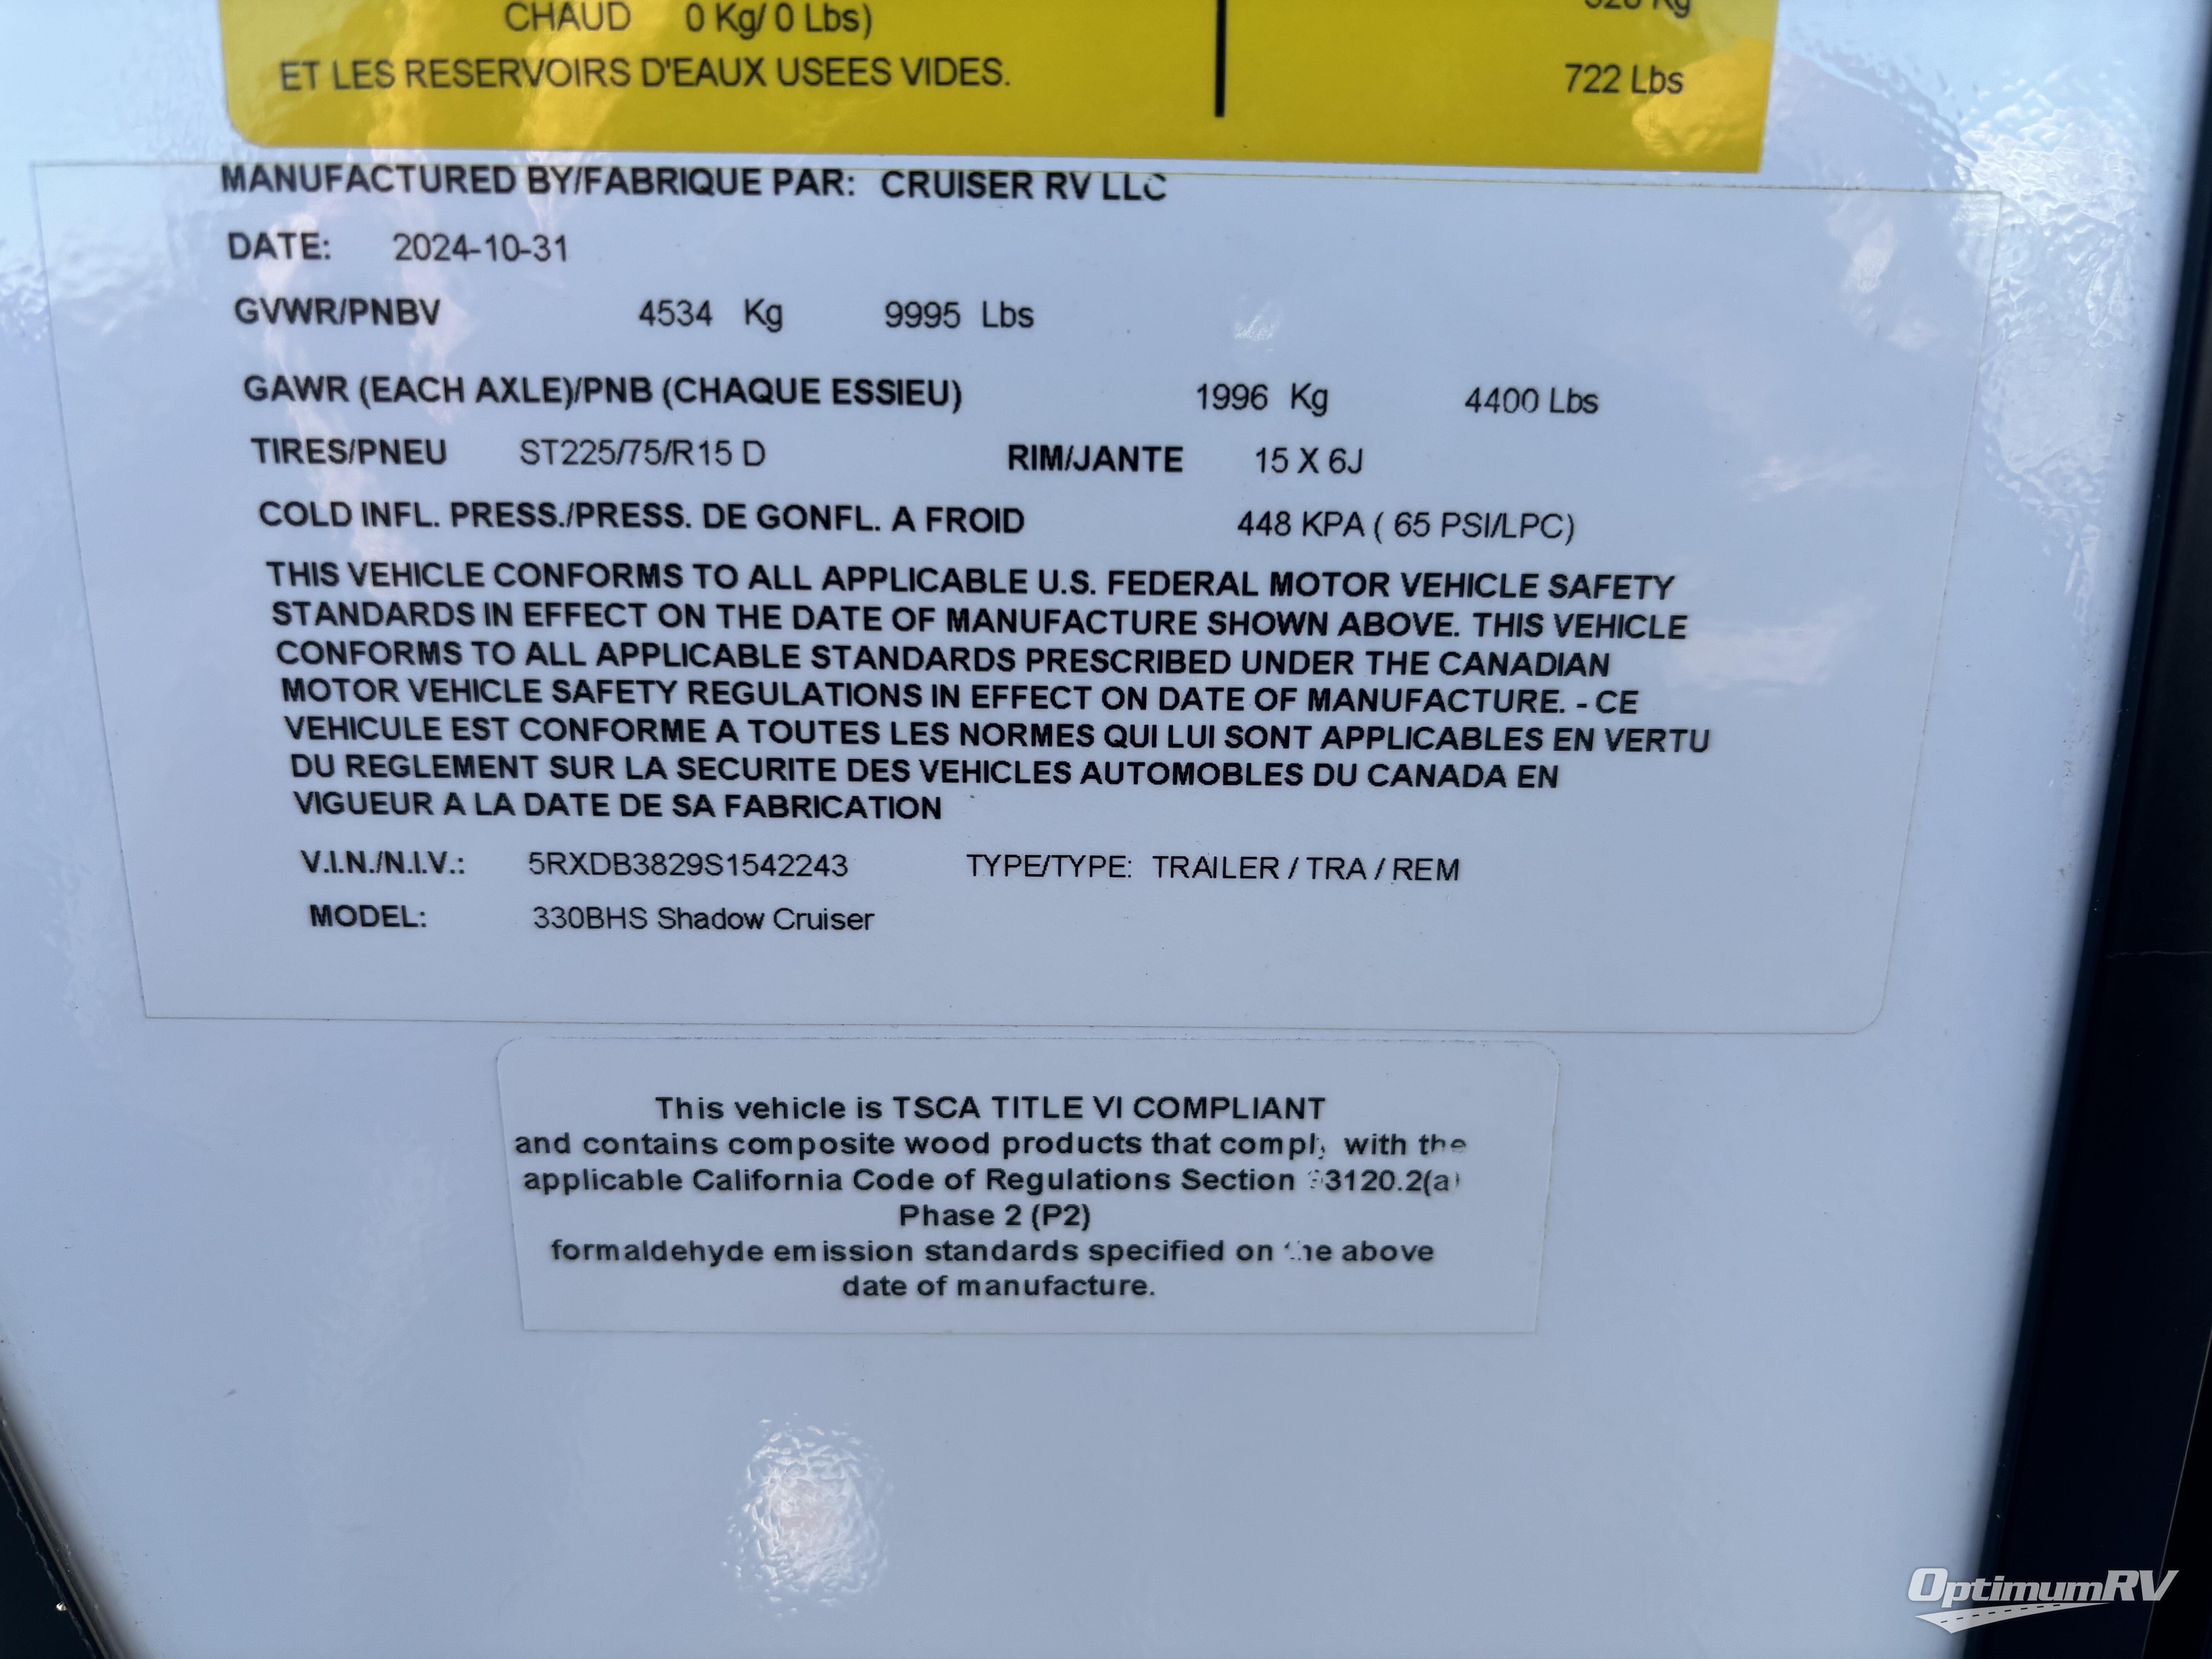 CHAUD 0 Kg/ 0 Lbs)
Kg
ET LES RESERVOIRS D'EAUX USEES VIDES.
722 Lbs
MANUFACTURED BY/FABRIQUE PAR: CRUISER RV LLC
DATE: 2024-10-31
GVWR/PNBV 4534 Kg 9995 Lbs
GAWR (EACH AXLE)/PNB (CHAQUE ESSIEU) 1996 Kg 4400 Lbs
TIRES/PNEU ST225/75/R15 D RIM/JANTE 15 X 6J
COLD INFL. PRESS./PRESS. DE GONFL. A FROID 448 KPA ( 65 PSI/LPC)
THIS VEHICLE CONFORMS TO ALL APPLICABLE U.S. FEDERAL MOTOR VEHICLE SAFETY
STANDARDS IN EFFECT ON THE DATE OF MANUFACTURE SHOWN ABOVE. THIS VEHICLE
CONFORMS TO ALL APPLICABLE STANDARDS PRESCRIBED UNDER THE CANADIAN
MOTOR VEHICLE SAFETY REGULATIONS IN EFFECT ON DATE OF MANUFACTURE. - CE
VEHICULE EST CONFORME A TOUTES LES NORMES QUI LUI SONT APPLICABLES EN VERTU
DU REGLEMENT SUR LA SECURITE DES VEHICLES AUTOMOBLES DU CANADA EN
VIGUEUR A LA DATE DE SA FABRICATION
V.I.N./N.I.V.: 5RXDB3829S1542243 TYPE/TYPE: TRAILER / TRA / REM
MODEL: 330BHS Shadow Cruiser
This vehicle is TSCA TITLE VI COMPLIANT
and contains composite wood products that comply with the
applicable California Code of Regulations Section 93120.2(a)
Phase 2 (P2)
formaldehyde emission standards specified on the above
date of manufacture.
OptimumRV